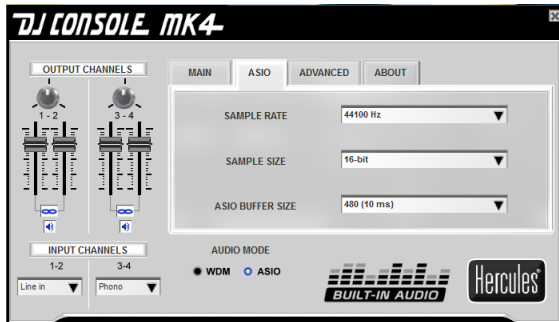 DJ CONSOLE MK4
OUTPUT CHANNELS
1 - 2 3 - 4
MAIN ASIO ADVANCED ABOUT
SAMPLE RATE 44100 Hz
SAMPLE SIZE 16-bit
ASIO BUFFER SIZE 480 (10 ms)
INPUT CHANNELS
1-2 3-4
Line in Phono
AUDIO MODE
WDM ASIO
BUILT-IN AUDIO
Hercules